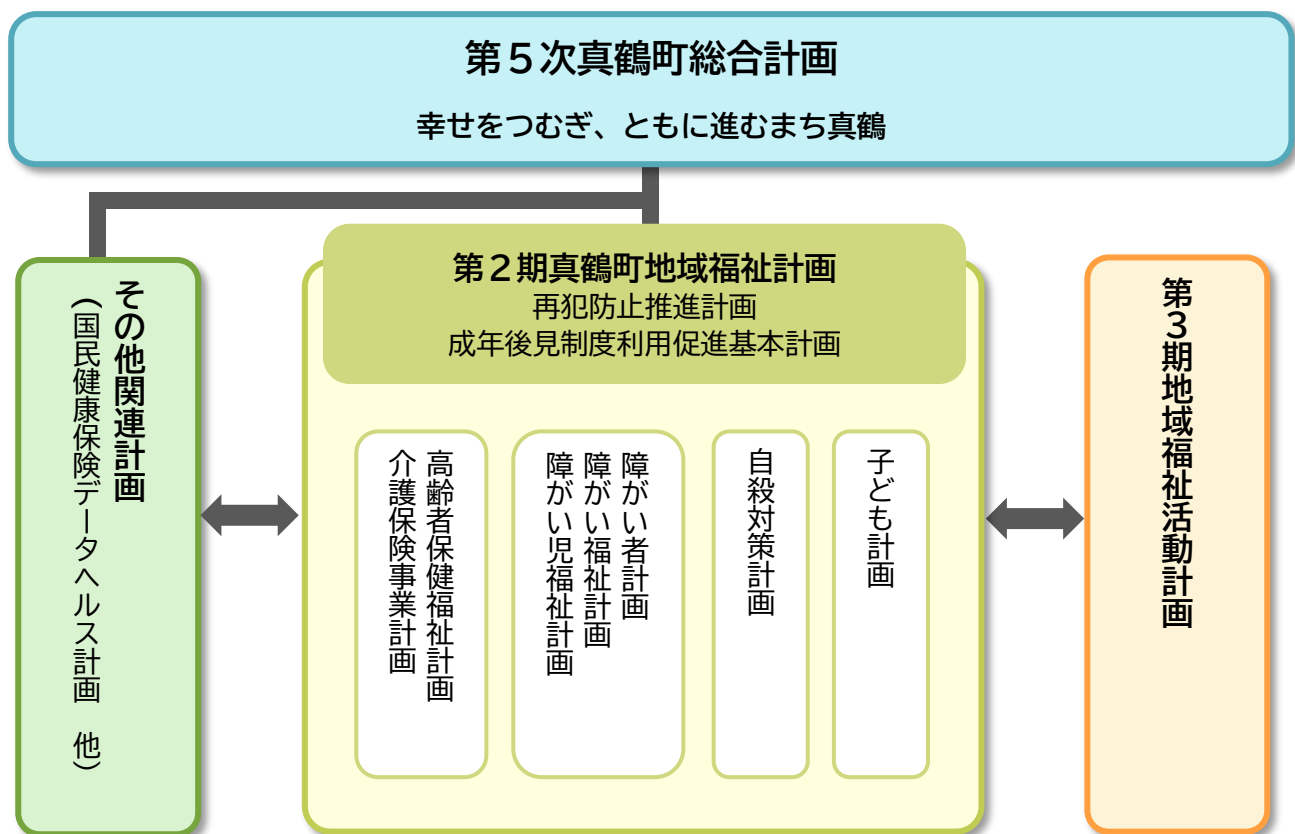 第５次真鶴町総合計画
幸せをつむぎ、ともに進むまち真鶴
その他関連計画
（国民健康保険データヘルス計画　他）
第２期真鶴町地域福祉計画
再犯防止推進計画
成年後見制度利用促進基本計画
高齢者保健福祉計画
介護保険事業計画
障がい者計画
障がい福祉計画
障がい児福祉計画
自殺対策計画
子ども計画
第３期地域福祉活動計画